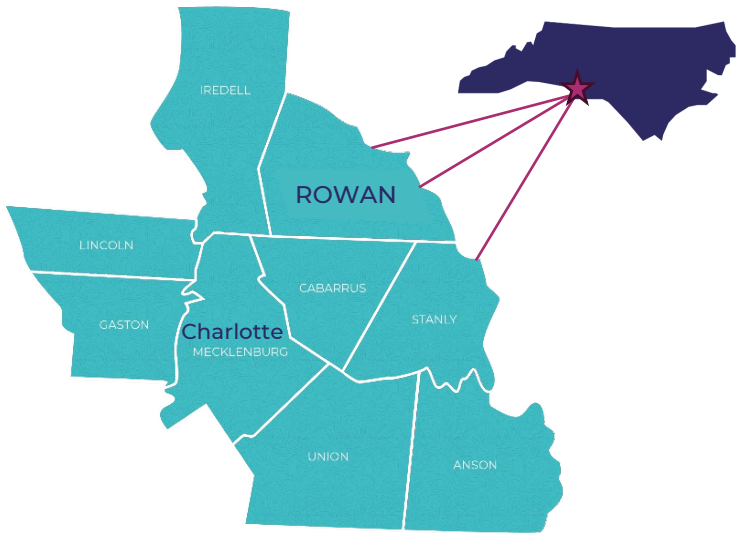 IREDELL
ROWAN
LINCOLN
CABARRUS
GASTON
STANLY
Charlotte
MECKLENBURG
UNION
ANSON